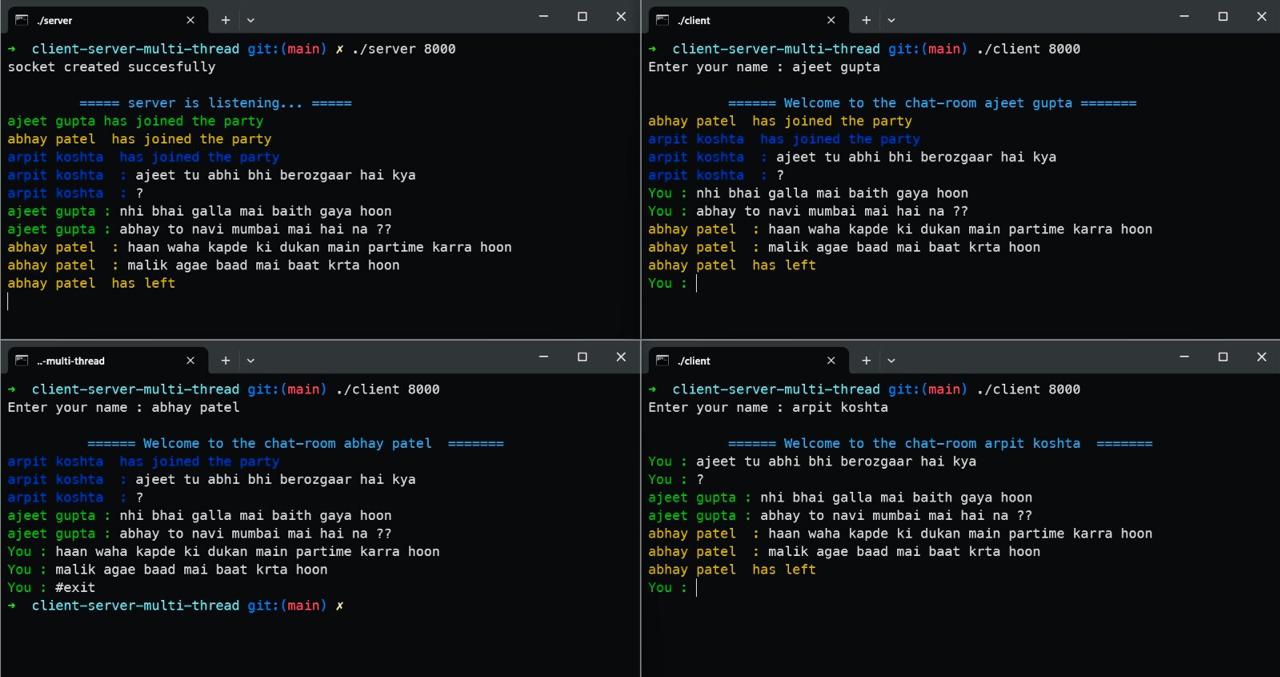 ./server
➜ client-server-multi-thread git:(main) ✗ ./server 8000
socket created succesfully
===== server is listening... =====
ajeet gupta has joined the party
abhay patel  has joined the party
arpit koshta  has joined the party
arpit koshta  : ajeet tu abhi bhi berozgaar hai kya
arpit koshta  : ?
ajeet gupta : nhi bhai galla mai baith gaya hoon
ajeet gupta : abhay to navi mumbai mai hai na ??
abhay patel  : haan waha kapde ki dukan main partime karra hoon
abhay patel  : malik agae baad mai baat krta hoon
abhay patel  has left
./client
➜ client-server-multi-thread git:(main) ./client 8000
Enter your name : ajeet gupta
====== Welcome to the chat-room ajeet gupta =======
abhay patel  has joined the party
arpit koshta  has joined the party
arpit koshta  : ajeet tu abhi bhi berozgaar hai kya
arpit koshta  : ?
You : nhi bhai galla mai baith gaya hoon
You : abhay to navi mumbai mai hai na ??
abhay patel  : haan waha kapde ki dukan main partime karra hoon
abhay patel  : malik agae baad mai baat krta hoon
abhay patel  has left
You :
..-multi-thread
➜ client-server-multi-thread git:(main) ./client 8000
Enter your name : abhay patel
====== Welcome to the chat-room abhay patel  =======
arpit koshta  has joined the party
arpit koshta  : ajeet tu abhi bhi berozgaar hai kya
arpit koshta  : ?
ajeet gupta : nhi bhai galla mai baith gaya hoon
ajeet gupta : abhay to navi mumbai mai hai na ??
You : haan waha kapde ki dukan main partime karra hoon
You : malik agae baad mai baat krta hoon
You : #exit
➜ client-server-multi-thread git:(main) ✗
./client
➜ client-server-multi-thread git:(main) ./client 8000
Enter your name : arpit koshta
====== Welcome to the chat-room arpit koshta  =======
You : ajeet tu abhi bhi berozgaar hai kya
You : ?
ajeet gupta : nhi bhai galla mai baith gaya hoon
ajeet gupta : abhay to navi mumbai mai hai na ??
abhay patel  : haan waha kapde ki dukan main partime karra hoon
abhay patel  : malik agae baad mai baat krta hoon
abhay patel  has left
You :